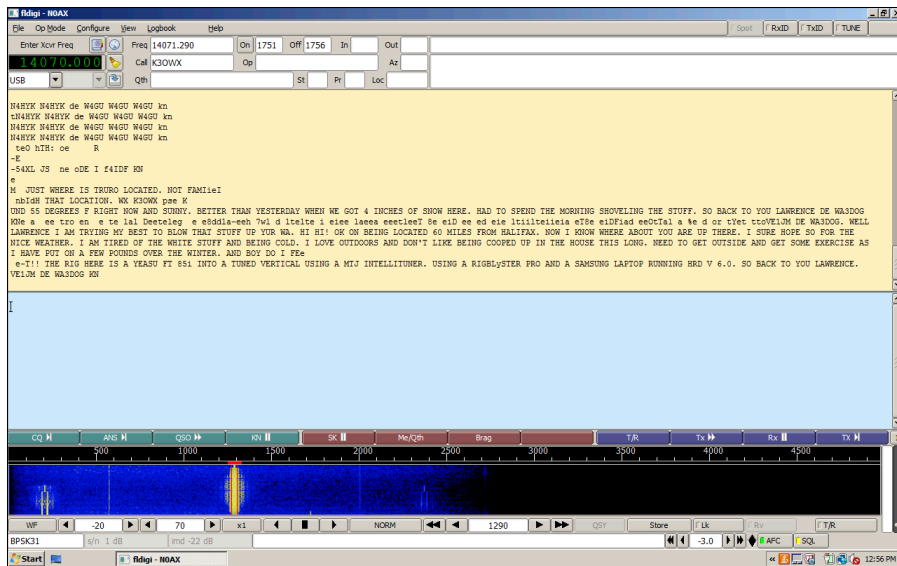 fldigi - N0AX
File Op Mode Configure View Logbook Help Spot RxID TxID TUNE
Enter Xcvr Freq Freq 14071.290 On 1751 Off 1756 In Out
14070.000 Call K3OWX Op Az
USB Qth St Pr Loc
N4HYK N4HYK de W4GU W4GU W4GU kn
tN4HYK N4HYK de W4GU W4GU W4GU kn
N4HYK N4HYK de W4GU W4GU W4GU kn
N4HYK N4HYK de W4GU W4GU W4GU kn
teO hTH: oe R
-E
-54XL JS ne oDE I f4IDF KN
e
M JUST WHERE IS TRURO LOCATED. NOT FAMIieI
nbIdH THAT LOCATION. WX K3OWX pse K
UND 55 DEGREES F RIGHT NOW AND SUNNY. BETTER THAN YESTERDAY WHEN WE GOT 4 INCHES OF SNOW HERE. HAD TO SPEND THE MORNING SHOVELING THE STUFF. SO BACK TO YOU LAWRENCE DE WA3DOG
KNe a ee tro en e te lal Deeteleg e e8ddla-eeh 7wl d ltelte i eiee laeea eeetleeT 8e eiD ee ed eie ltiilteiieia eT8e eiDFiad eeOtTal a %e d or tYet ttoVE1JM DE WA3DOG. WELL
LAWRENCE I AM TRYING MY BEST TO BLOW THAT STUFF UP YUR WA. HI HI! OK ON BEING LOCATED 60 MILES FROM HALIFAX. NOW I KNOW WHERE ABOUT YOU ARE UP THERE. I SURE HOPE SO FOR THE
NICE WEATHER. I AM TIRED OF THE WHITE STUFF AND BEING COLD. I LOVE OUTDOORS AND DON'T LIKE BEING COOPED UP IN THE HOUSE THIS LONG. NEED TO GET OUTSIDE AND GET SOME EXERCISE AS
I HAVE PUT ON A FEW POUNDS OVER THE WINTER. AND BOY DO I FEe
e-T!! THE RIG HERE IS A YEASU FT 85i INTO A TUNED VERTICAL USING A MTJ INTELLITUNER. USING A RIGBLySTER PRO AND A SAMSUNG LAPTOP RUNNING HRD V 6.0. SO BACK TO YOU LAWRENCE.
VE1JM DE WA3DOG KN
CQ ANS QSO KN SK Me/Qth Brag T/R Tx Rx TX
500 1000 1500 2000 2500 3000 3500 4000 4500
WF -20 70 x1 NORM 1290 QSY Store Lk Rv T/R
BPSK31 s/n 1 dB imd -22 dB -3.0 AFC SQL
Start fldigi - N0AX 12:56 PM